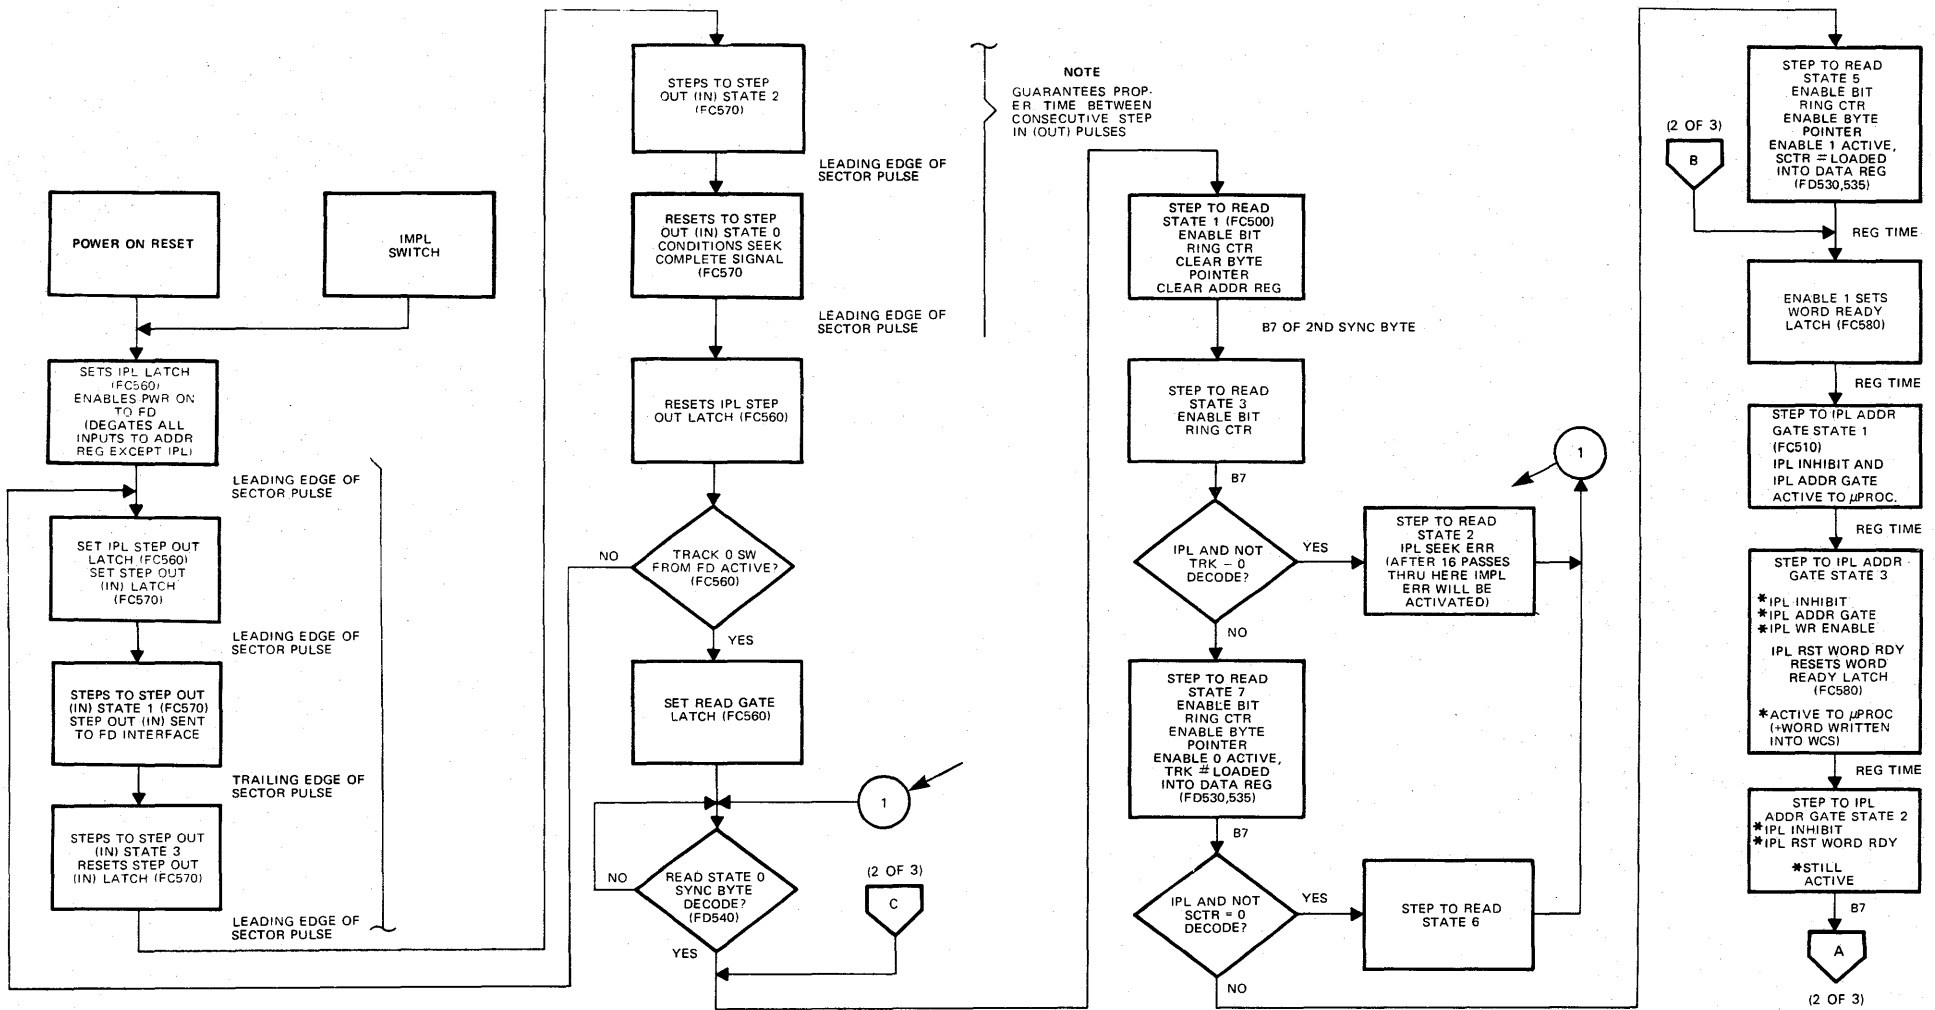 POWER ON RESET
IMPL
SWITCH
SETS IPL LATCH
(FC560)
ENABLES PWR ON
TO FD
(DEGATES ALL
INPUTS TO ADDR
REG EXCEPT IPL)
LEADING EDGE OF
SECTOR PULSE
SET IPL STEP OUT
LATCH (FC560)
SET STEP OUT
(IN) LATCH
(FC570)
LEADING EDGE OF
SECTOR PULSE
STEPS TO STEP OUT
(IN) STATE 1 (FC570)
STEP OUT (IN) SENT
TO FD INTERFACE
TRAILING EDGE OF
SECTOR PULSE
STEPS TO STEP OUT
(IN) STATE 3
RESETS STEP OUT
(IN) LATCH (FC570)
LEADING EDGE OF
SECTOR PULSE
STEPS TO STEP
OUT (IN) STATE 2
(FC570)
LEADING EDGE OF
SECTOR PULSE
RESETS TO STEP
OUT (IN) STATE 0
CONDITIONS SEEK
COMPLETE SIGNAL
(FC570
LEADING EDGE OF
SECTOR PULSE
NOTE
GUARANTEES PROP-
ER TIME BETWEEN
CONSECUTIVE STEP
IN (OUT) PULSES
RESETS IPL STEP
OUT LATCH (FC560)
TRACK 0 SW
FROM FD ACTIVE?
(FC560)
NO
YES
SET READ GATE
LATCH (FC560)
1
READ STATE 0
SYNC BYTE
DECODE?
(FD540)
NO
YES
(2 OF 3)
C
STEP TO READ
STATE 1 (FC500)
ENABLE BIT
RING CTR
CLEAR BYTE
POINTER
CLEAR ADDR REG
B7 OF 2ND SYNC BYTE
STEP TO READ
STATE 3
ENABLE BIT
RING CTR
B7
IPL AND NOT
TRK – 0
DECODE?
YES
NO
STEP TO READ
STATE 2
IPL SEEK ERR
(AFTER 16 PASSES
THRU HERE IMPL
ERR WILL BE
ACTIVATED)
1
STEP TO READ
STATE 7
ENABLE BIT
RING CTR
ENABLE BYTE
POINTER
ENABLE 0 ACTIVE,
TRK # LOADED
INTO DATA REG
(FD530,535)
B7
IPL AND NOT
SCTR = 0
DECODE?
YES
NO
STEP TO READ
STATE 6
STEP TO READ
STATE 5
ENABLE BIT
RING CTR
ENABLE BYTE
POINTER
ENABLE 1 ACTIVE,
SCTR # LOADED
INTO DATA REG
(FD530,535)
(2 OF 3)
B
REG TIME
ENABLE 1 SETS
WORD READY
LATCH (FC580)
REG TIME
STEP TO IPL ADDR
GATE STATE 1
(FC510)
IPL INHIBIT AND
IPL ADDR GATE
ACTIVE TO µPROC.
REG TIME
STEP TO IPL ADDR
GATE STATE 3
*IPL INHIBIT
*IPL ADDR GATE
*IPL WR ENABLE
IPL RST WORD RDY
RESETS WORD
READY LATCH
(FC580)
*ACTIVE TO µPROC
(+WORD WRITTEN
INTO WCS)
REG TIME
STEP TO IPL
ADDR GATE STATE 2
*IPL INHIBIT
*IPL RST WORD RDY
*STILL
ACTIVE
B7
A
(2 OF 3)